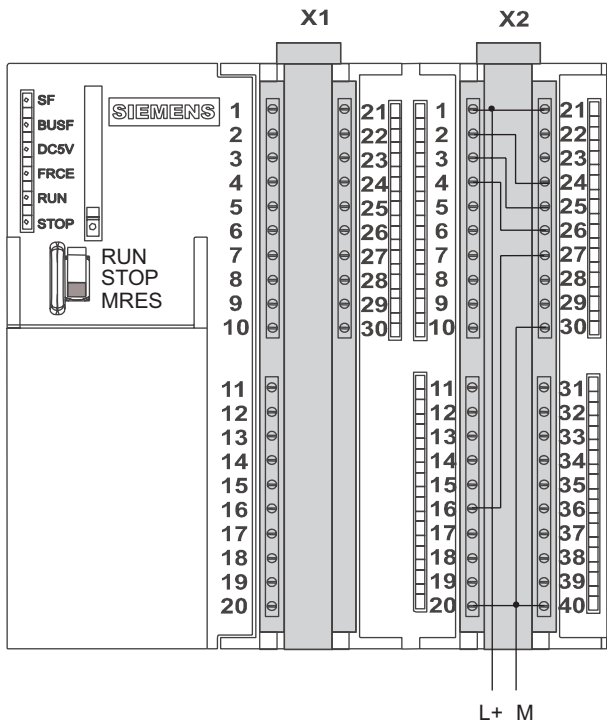 X1 X2
SF
BUSF
DC5V
FRCE
RUN
STOP
SIEMENS
RUN
STOP
MRES
1 21 1 21
2 22 2 22
3 23 3 23
4 24 4 24
5 25 5 25
6 26 6 26
7 27 7 27
8 28 8 28
9 29 9 29
10 30 10 30
11 11 31
12 12 32
13 13 33
14 14 34
15 15 35
16 16 36
17 17 37
18 18 38
19 19 39
20 20 40
L+ M